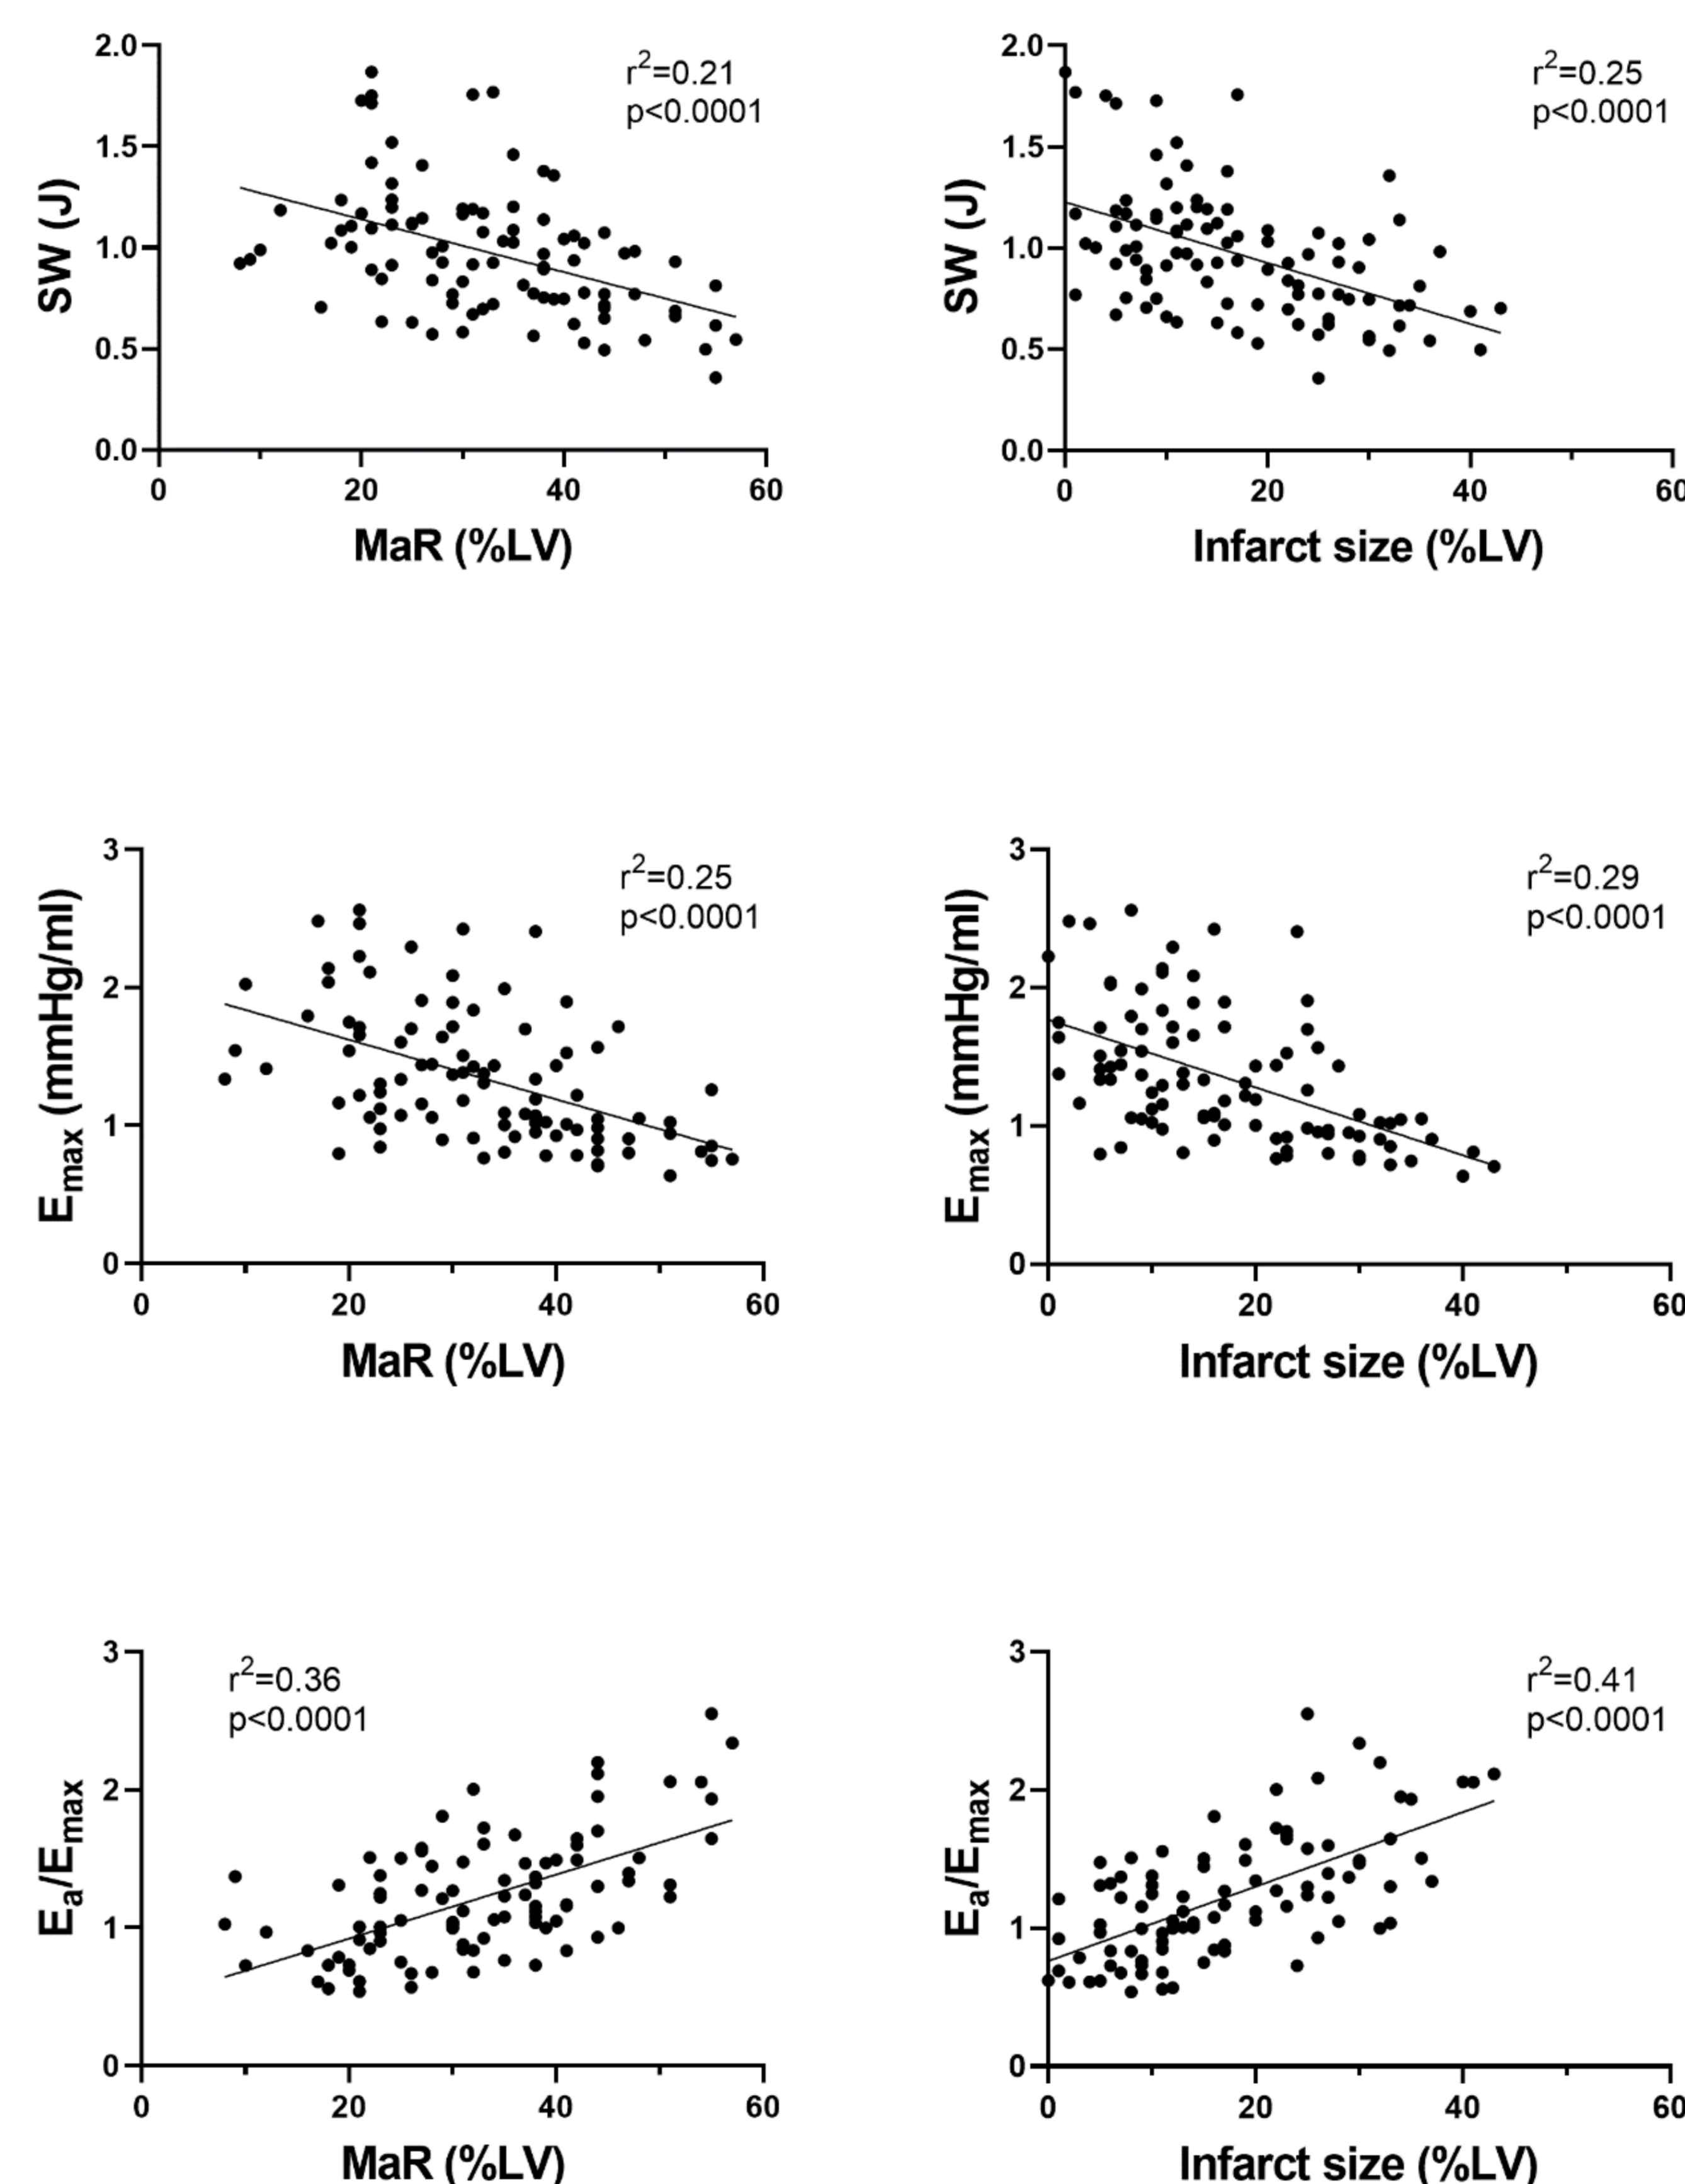 2.0
1.5
1.0
0.5
0.0
SW (J)
r2=0.21
p<0.0001
0 20 40 60
MaR (%LV)
2.0
1.5
1.0
0.5
0.0
SW (J)
r2=0.25
p<0.0001
0 20 40 60
Infarct size (%LV)
3
2
1
0
Emax (mmHg/ml)
r2=0.25
p<0.0001
0 20 40 60
MaR (%LV)
3
2
1
0
Emax (mmHg/ml)
r2=0.29
p<0.0001
0 20 40 60
Infarct size (%LV)
3
2
1
0
Ea/Emax
r2=0.36
p<0.0001
0 20 40 60
MaR (%LV)
3
2
1
0
Ea/Emax
r2=0.41
p<0.0001
0 20 40 60
Infarct size (%LV)